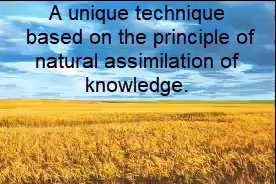 A unique technique
based on the principle of
natural assimilation of
knowledge.